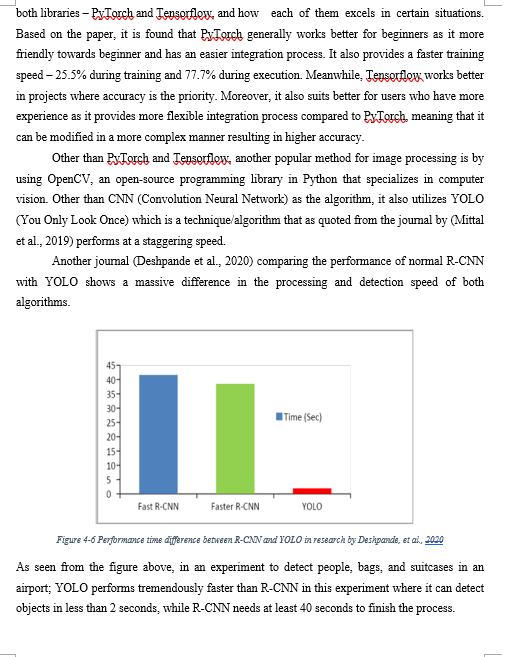 both libraries – PyTorch and Tensorflow, and how each of them excels in certain situations.
Based on the paper, it is found that PyTorch generally works better for beginners as it more
friendly towards beginner and has an easier integration process. It also provides a faster training
speed – 25.5% during training and 77.7% during execution. Meanwhile, Tensorflow works better
in projects where accuracy is the priority. Moreover, it also suits better for users who have more
experience as it provides more flexible integration process compared to PyTorch, meaning that it
can be modified in a more complex manner resulting in higher accuracy.
Other than PyTorch and Tensorflow, another popular method for image processing is by
using OpenCV, an open-source programming library in Python that specializes in computer
vision. Other than CNN (Convolution Neural Network) as the algorithm, it also utilizes YOLO
(You Only Look Once) which is a technique/algorithm that as quoted from the journal by (Mittal
et al., 2019) performs at a staggering speed.
Another journal (Deshpande et al., 2020) comparing the performance of normal R-CNN
with YOLO shows a massive difference in the processing and detection speed of both
algorithms.
45
40
35
30
25
20
15
10
5
0
Time (Sec)
Fast R-CNN Faster R-CNN YOLO
Figure 4-6 Performance time difference between R-CNN and YOLO in research by Deshpande, et al., 2020
As seen from the figure above, in an experiment to detect people, bags, and suitcases in an
airport; YOLO performs tremendously faster than R-CNN in this experiment where it can detect
objects in less than 2 seconds, while R-CNN needs at least 40 seconds to finish the process.